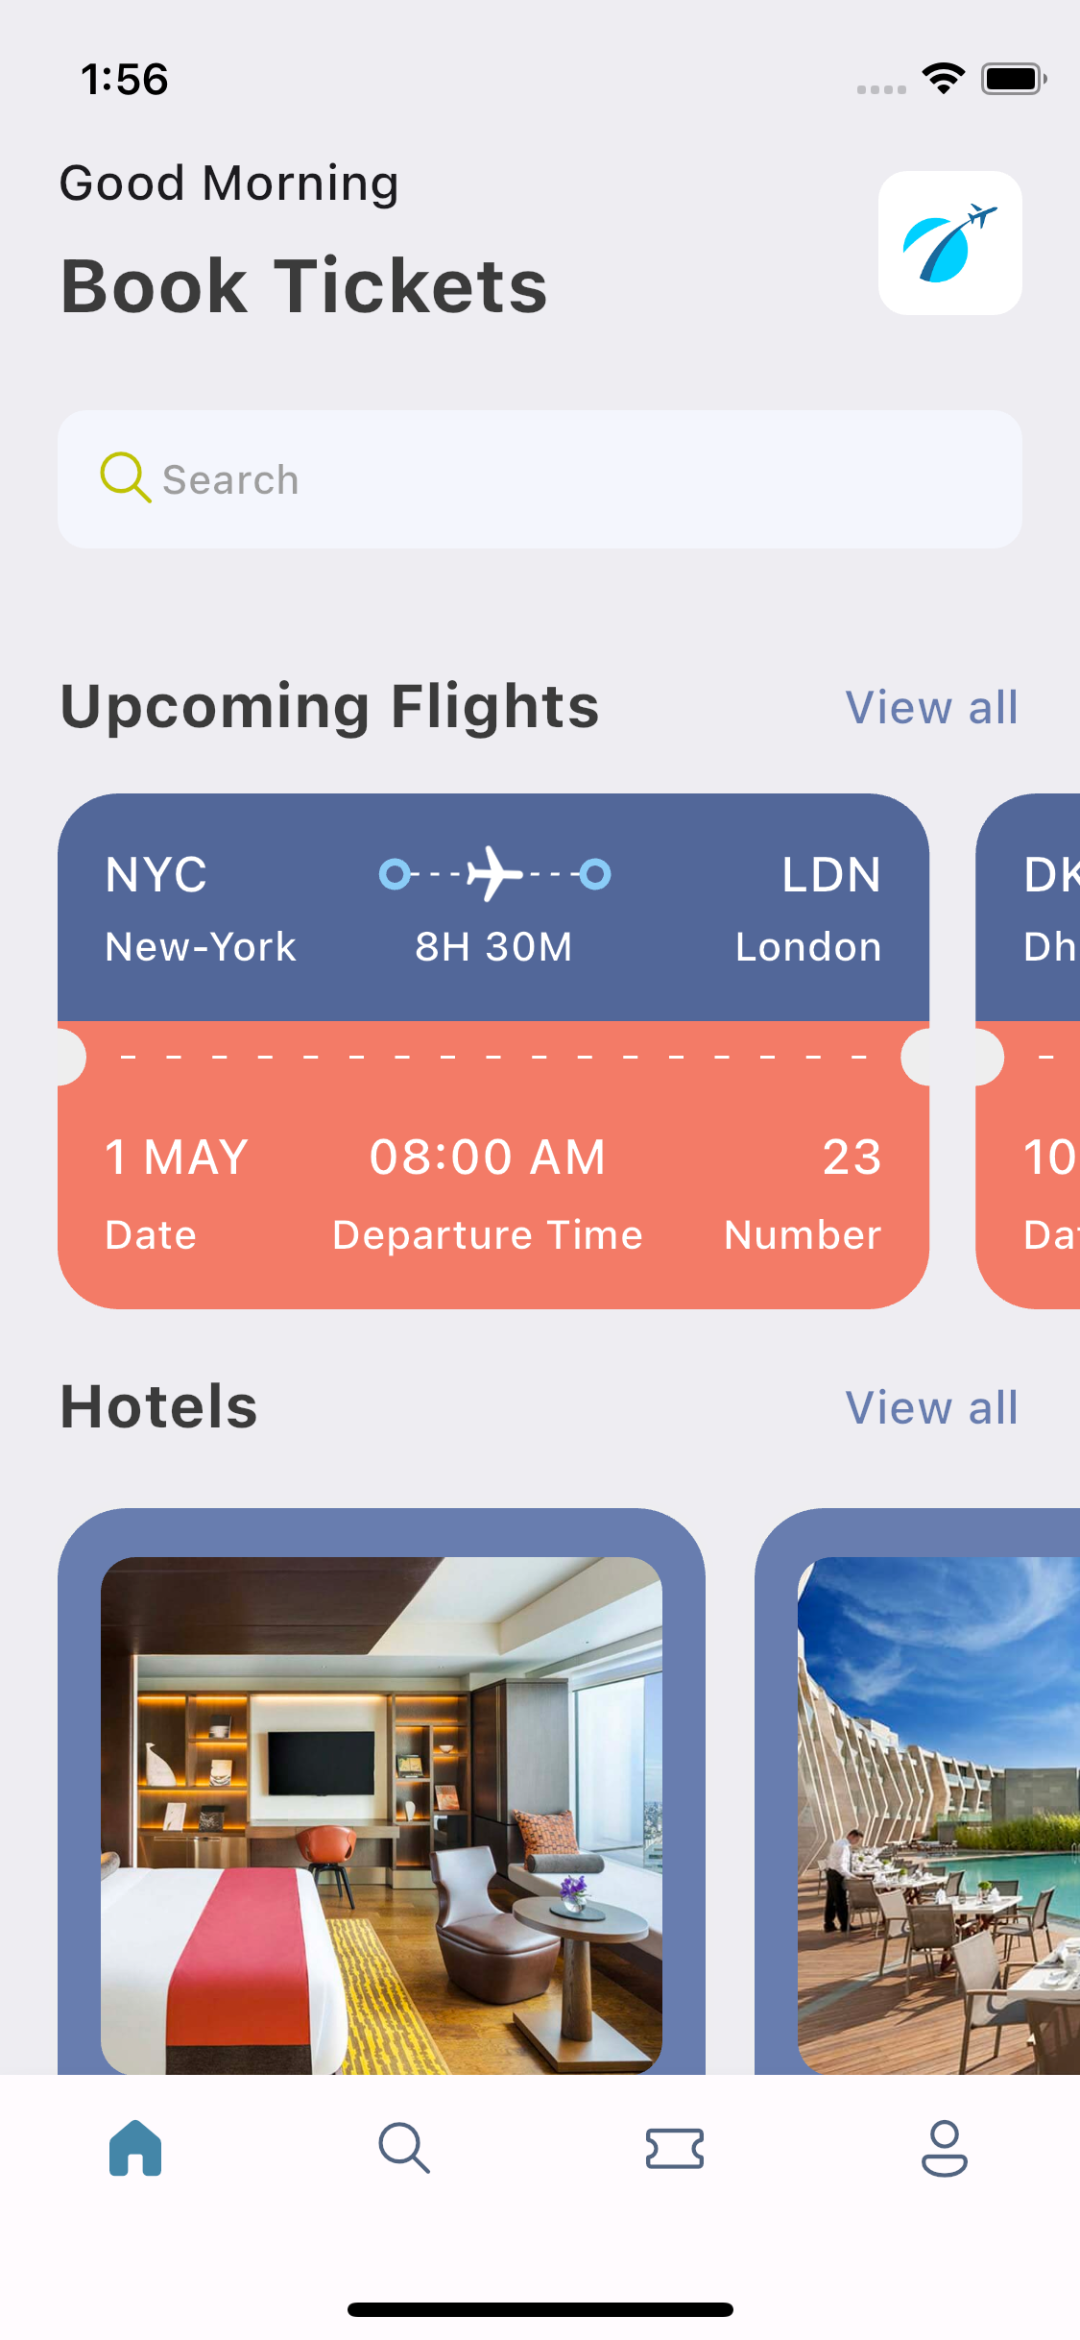 1:56
Good Morning
Book Tickets
Search
Upcoming Flights View all
NYC LDN DK
New-York 8H 30M London Dh
1 MAY 08:00 AM 23 10
Date Departure Time Number Dat
Hotels View all